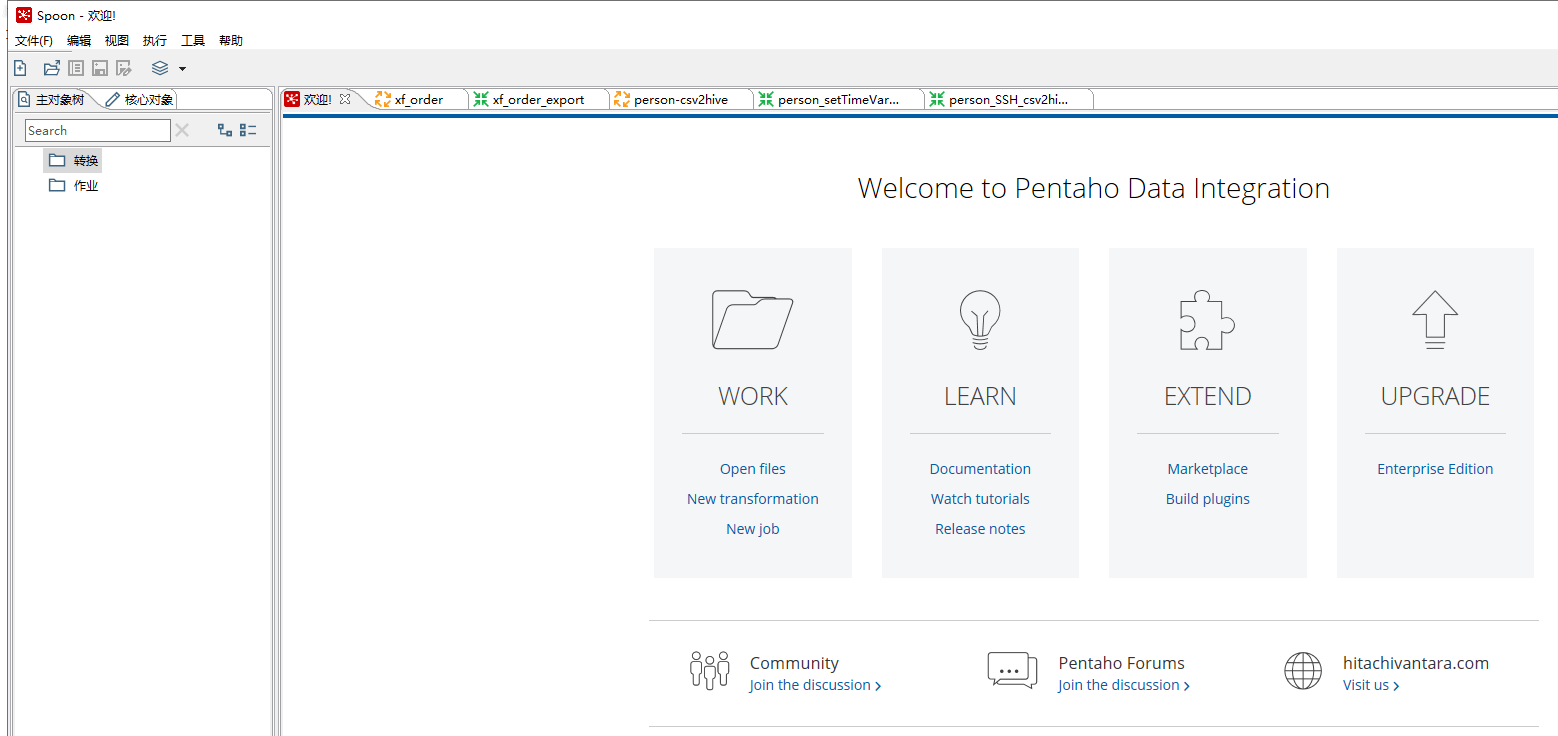 Spoon - 欢迎!
文件(F) 编辑 视图 执行 工具 帮助
主对象树 核心对象
欢迎! xf_order xf_order_export person-csv2hive person_setTimeVar... person_SSH_csv2hi...
Search
转换
作业
Welcome to Pentaho Data Integration
WORK
Open files
New transformation
New job
LEARN
Documentation
Watch tutorials
Release notes
EXTEND
Marketplace
Build plugins
UPGRADE
Enterprise Edition
Community
Join the discussion
Pentaho Forums
Join the discussion
hitachivantara.com
Visit us